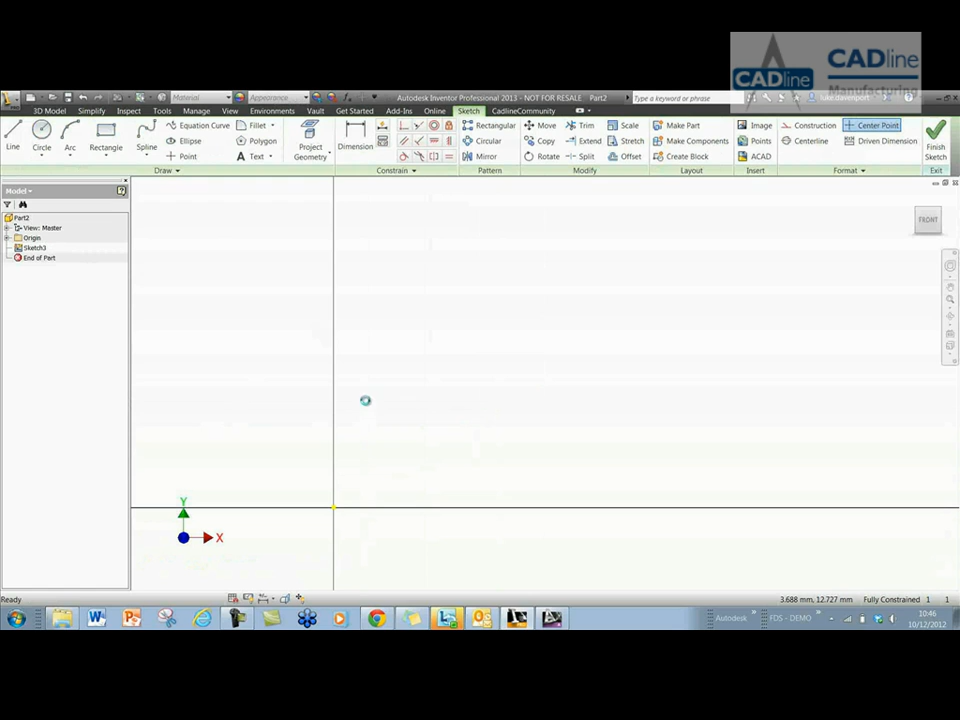 CADline
CADline
Manufacturing
Material
Appearance
Autodesk Inventor Professional 2013 - NOT FOR RESALE Part2
Type a keyword or phrase
luke.davenport
3D Model Simplify Inspect Tools Manage View Environments Vault Get Started Add-Ins Online Sketch CadlineCommunity
Line Circle Arc Rectangle Spline
Equation Curve Fillet
Ellipse Polygon
Point Text
Project
Geometry
Dimension
Rectangular
Circular
Mirror
Move Trim Scale
Copy Extend Stretch
Rotate Split Offset
Make Part
Make Components
Create Block
Image
Points
ACAD
Construction Center Point
Centerline Driven Dimension
Finish
Sketch
Draw Constrain Pattern Modify Layout Insert Format Exit
Model
Part2
View: Master
Origin
Sketch3
End of Part
FRONT
Y
X
Ready
3.688 mm, 12.727 mm Fully Constrained 1 1
Autodesk
FDS - DEMO
10:46
10/12/2012